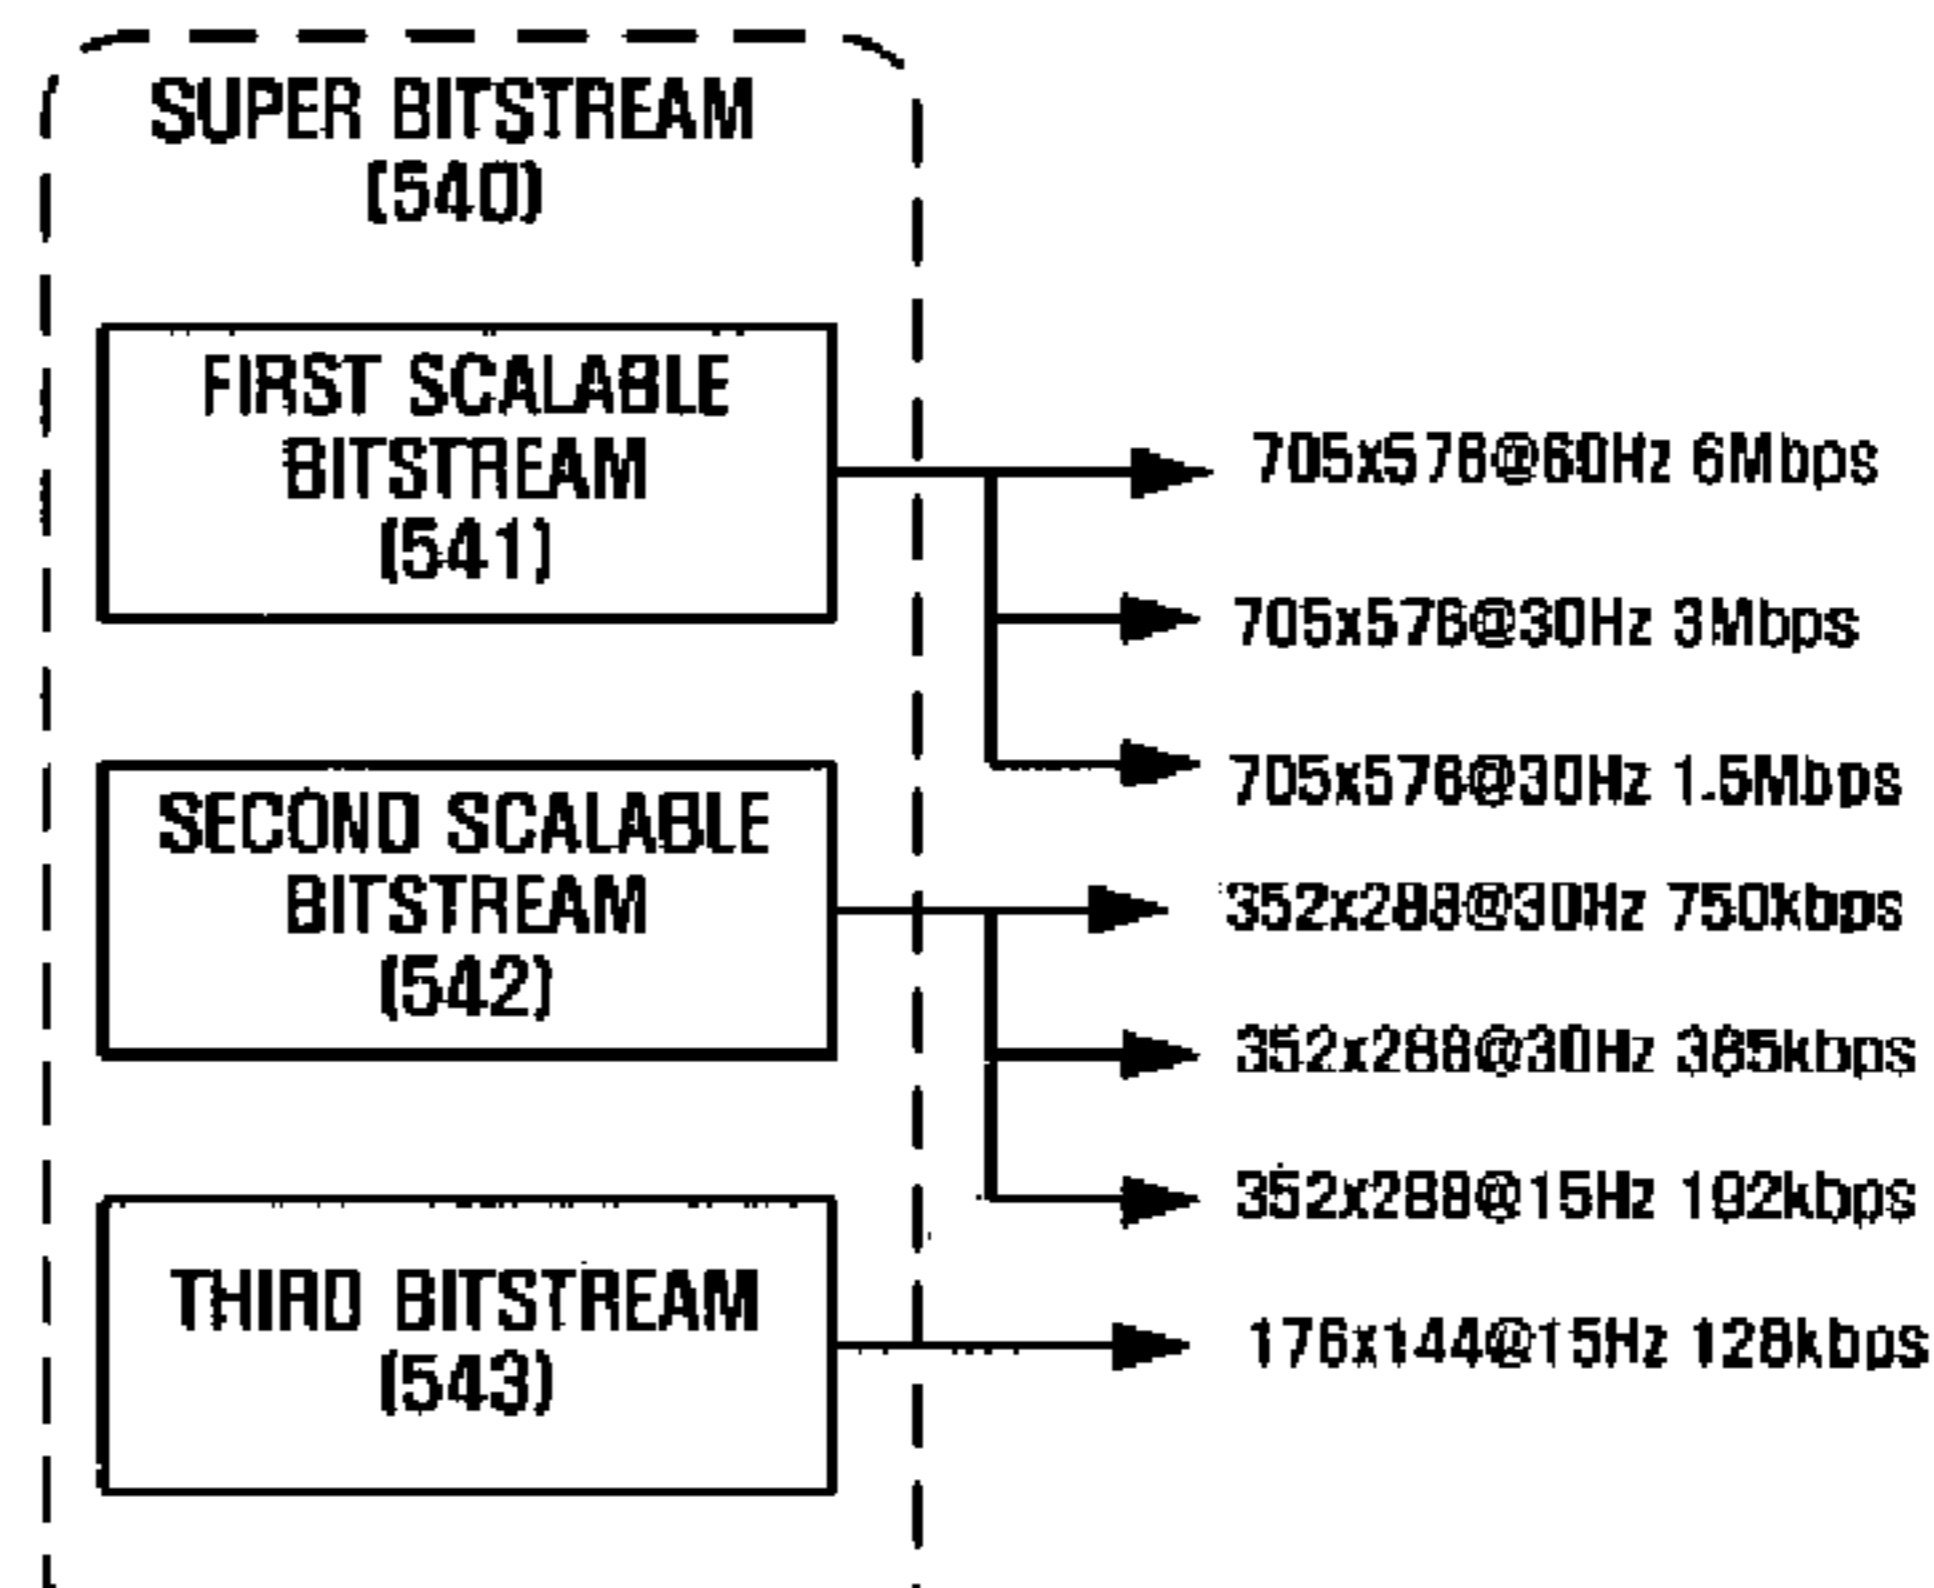 SUPER BITSTREAM
(540)
FIRST SCALABLE
BITSTREAM
(541)
705x576@60Hz 6Mbps
705x576@30Hz 3Mbps
705x576@30Hz 1.5Mbps
SECOND SCALABLE
BITSTREAM
(542)
352x288@30Hz 750kbps
352x288@30Hz 385kbps
352x288@15Hz 192kbps
THIRD BITSTREAM
(543)
176x144@15Hz 128kbps